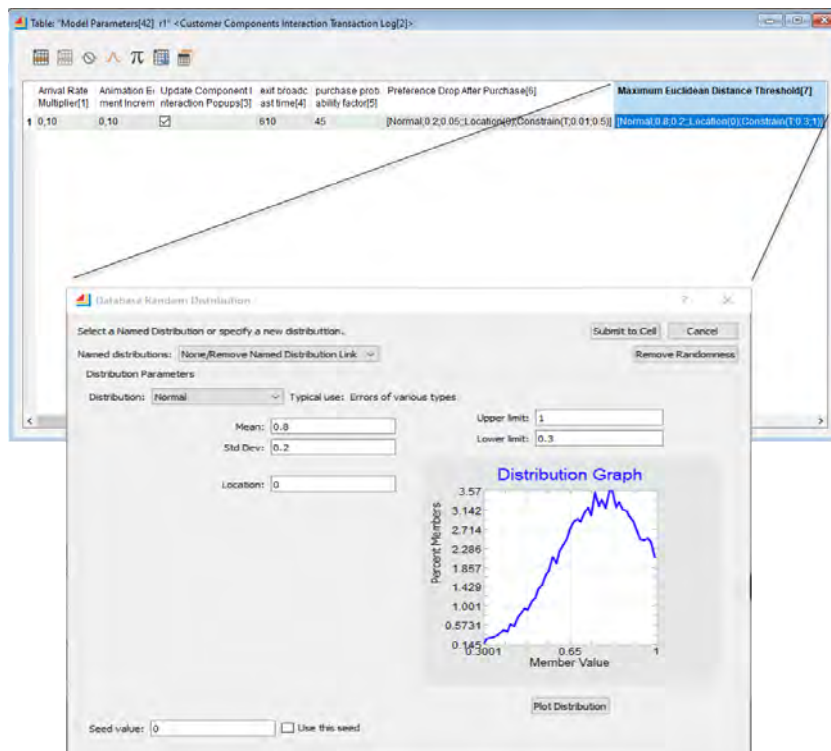 Table: "Model Parameters[42] r1" <Customer Components Interaction Transaction Log[2]>
Arrival Rate Multiplier[1]
Animation E ment Increm
Update Component I nteraction Popups[3]
exit broadc ast time[4]
purchase prob ability factor[5]
Preference Drop After Purchase[6]
Maximum Euclidean Distance Threshold[7]
1 0,10 0,10 610 45 [Normal;0.2;0.05;;Location(0);Constrain(T;0.01;0.5)] [Normal;0.8;0.2;;Location(0);Constrain(T;0.3;1)]
Database Random Distribution
Select a Named Distribution or specify a new distributtion.
Submit to Cell Cancel
Named distributions: None/Remove Named Distribution Link
Remove Randomness
Distribution Parameters
Distribution: Normal Typical use: Errors of various types
Mean: 0.8
Std Dev: 0.2
Location: 0
Upper limit: 1
Lower limit: 0.3
Distribution Graph
Percent Members
3.57
3.142
2.714
2.286
1.857
1.429
1.001
0.5731
0.145
0.3001 0.65 1
Member Value
Plot Distribution
Seed value: 0 Use this seed